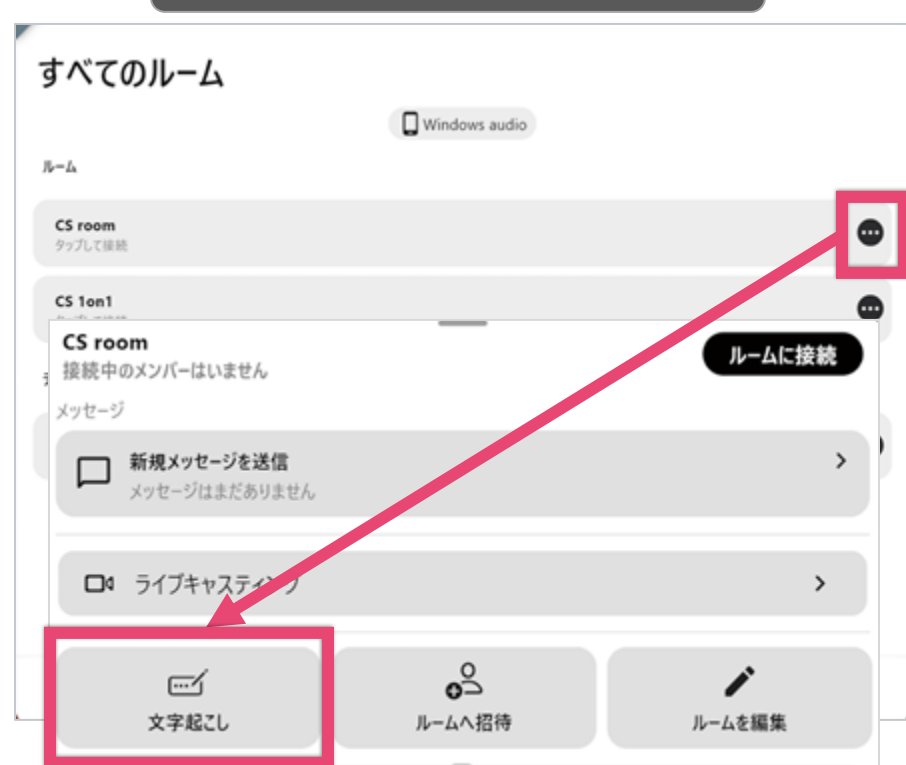 すべてのルーム
Windows audio
ルーム
CS room
タップして接続
CS 1on1
CS room
ルームに接続
接続中のメンバーはいません
メッセージ
新規メッセージを送信
メッセージはまだありません
ライブキャスティング
文字起こし
ルームへ招待
ルームを編集